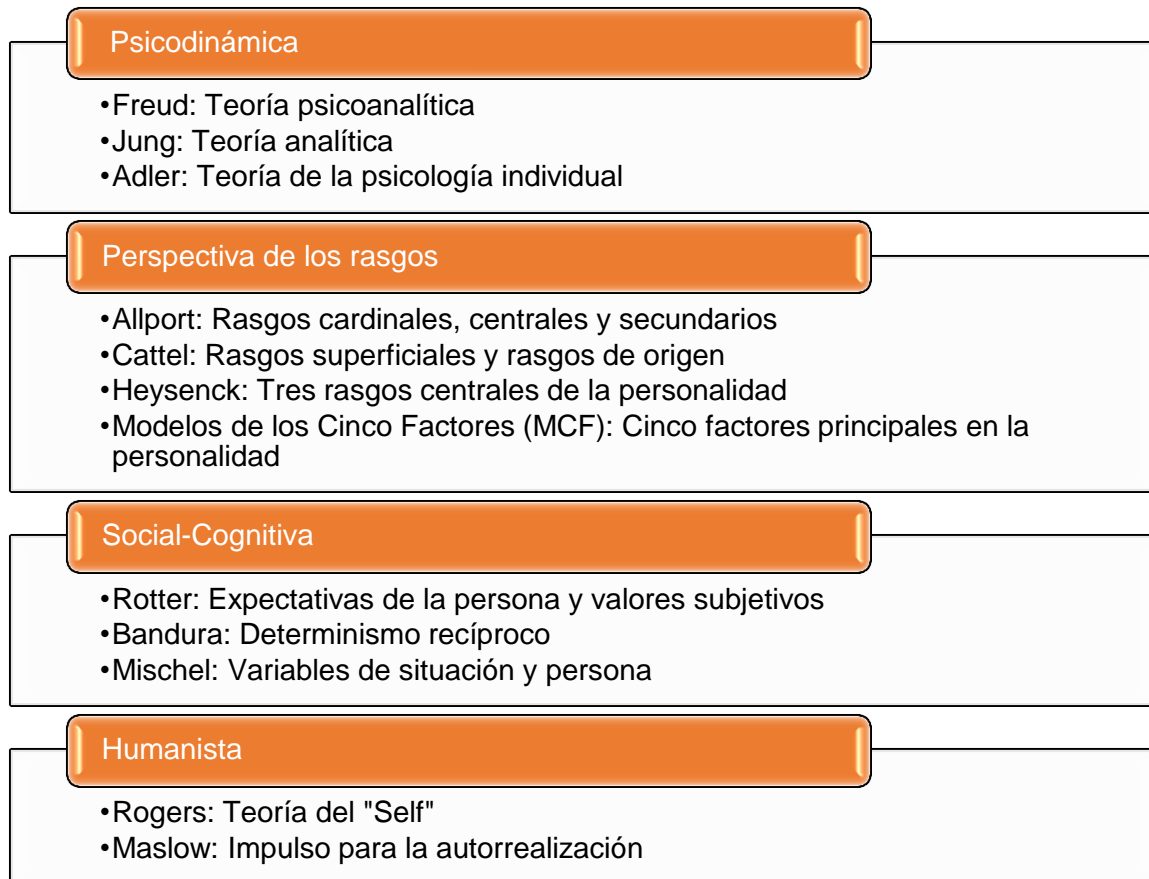 Psicodinámica
•Freud: Teoría psicoanalítica
•Jung: Teoría analítica
•Adler: Teoría de la psicología individual
Perspectiva de los rasgos
•Allport: Rasgos cardinales, centrales y secundarios
•Cattel: Rasgos superficiales y rasgos de origen
•Heysenck: Tres rasgos centrales de la personalidad
•Modelos de los Cinco Factores (MCF): Cinco factores principales en la
personalidad
Social-Cognitiva
•Rotter: Expectativas de la persona y valores subjetivos
•Bandura: Determinismo recíproco
•Mischel: Variables de situación y persona
Humanista
•Rogers: Teoría del "Self"
•Maslow: Impulso para la autorrealización